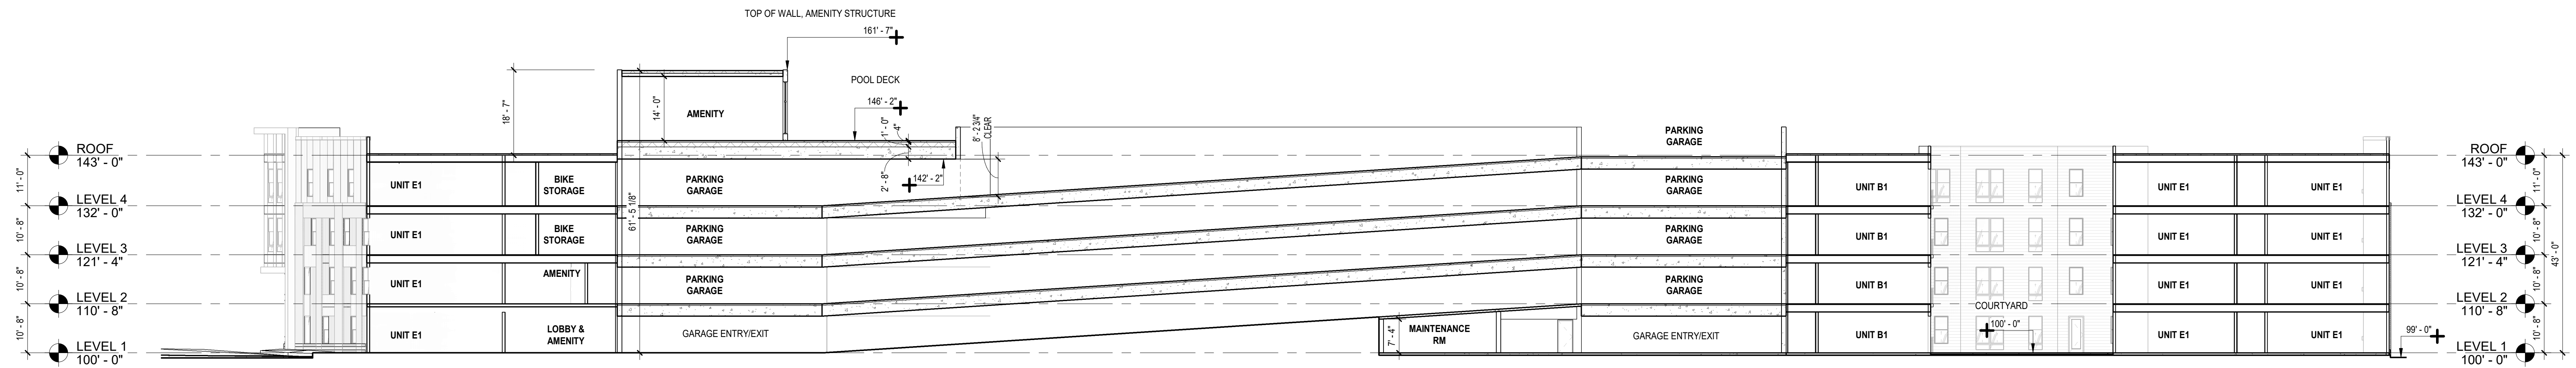 TOP OF WALL, AMENITY STRUCTURE
161' - 7"
POOL DECK
146' - 2"
18' - 7"
14' - 0"
AMENITY
1' - 0"
4"
8' - 2 3/4"
CLEAR
2' - 8"
142' - 2"
61' - 5 1/8"
ROOF
143' - 0"
LEVEL 4
132' - 0"
LEVEL 3
121' - 4"
LEVEL 2
110' - 8"
LEVEL 1
100' - 0"
11' - 0"
10' - 8"
10' - 8"
10' - 8"
UNIT E1
UNIT E1
UNIT E1
UNIT E1
BIKE
STORAGE
BIKE
STORAGE
AMENITY
LOBBY &
AMENITY
PARKING
GARAGE
PARKING
GARAGE
PARKING
GARAGE
GARAGE ENTRY/EXIT
7' - 4"
MAINTENANCE
RM
PARKING
GARAGE
PARKING
GARAGE
PARKING
GARAGE
PARKING
GARAGE
GARAGE ENTRY/EXIT
UNIT B1
UNIT B1
UNIT B1
UNIT B1
COURTYARD
100' - 0"
UNIT E1
UNIT E1
UNIT E1
UNIT E1
UNIT E1
UNIT E1
UNIT E1
UNIT E1
99' - 0"
ROOF
143' - 0"
LEVEL 4
132' - 0"
LEVEL 3
121' - 4"
LEVEL 2
110' - 8"
LEVEL 1
100' - 0"
11' - 0"
10' - 8"
10' - 8"
10' - 8"
43' - 0"